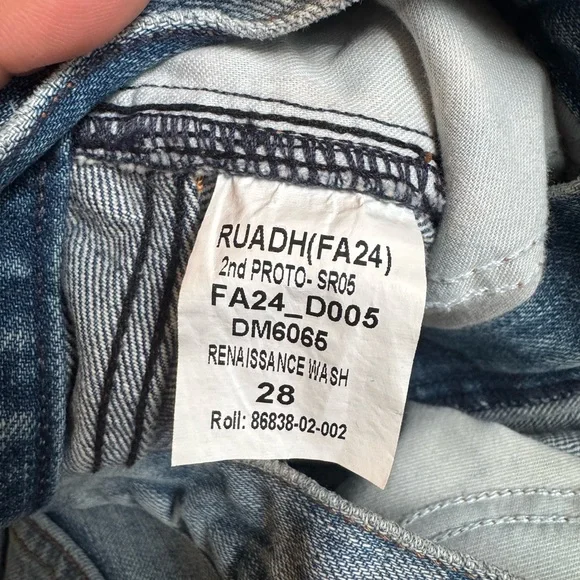 RUADH(FA24)
2nd PROTO- SR05
FA24_D005
DM6065
RENAISSANCE WASH
28
Roll: 86838-02-002